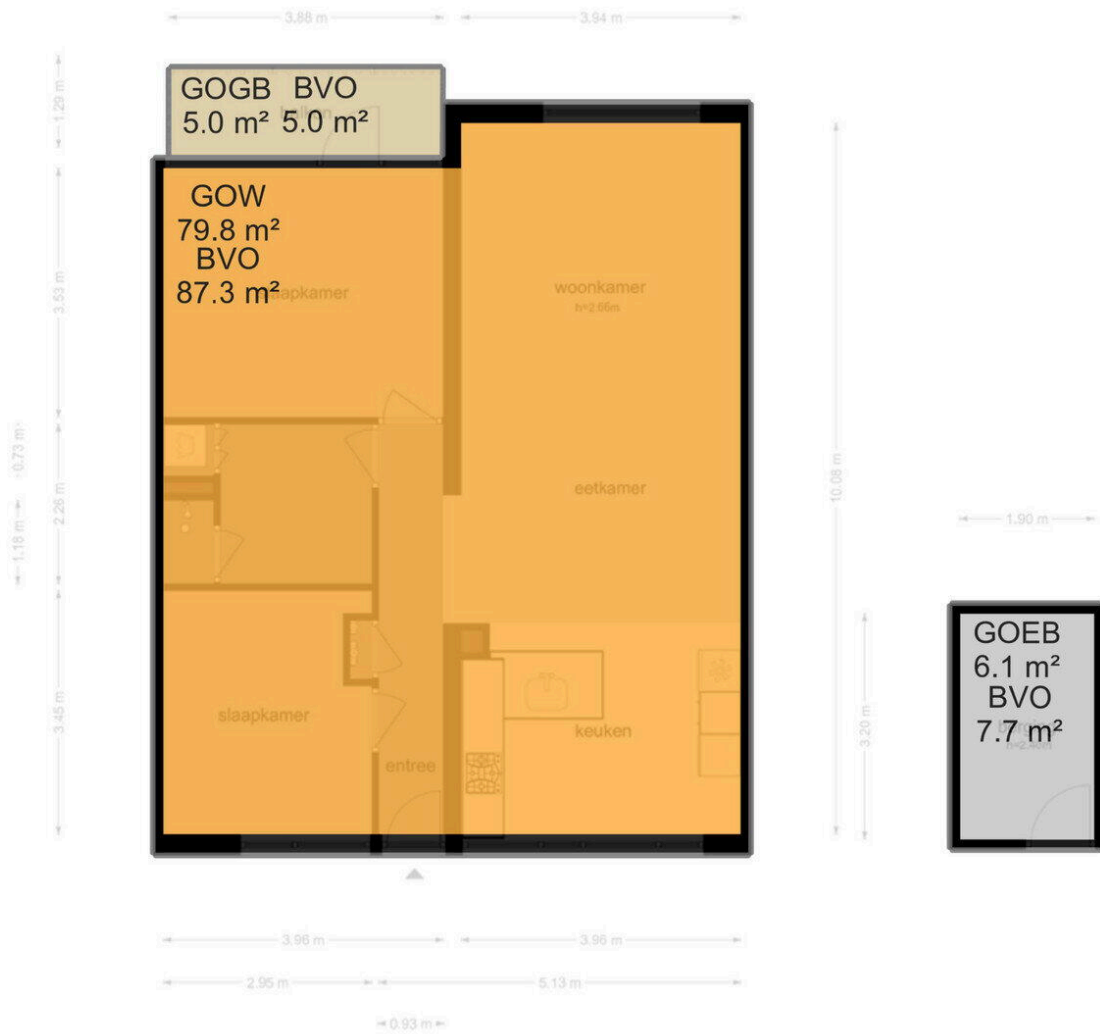 3.88 m
3.94 m
1.29 m
GOGB BVO
5.0 m² 5.0 m²
balkon
GOW
79.8 m²
BVO
87.3 m²
slaapkamer
woonkamer
h=2.66m
3.53 m
eetkamer
10.08 m
0.73 m
2.26 m
1.18 m
1.90 m
slaapkamer
3.45 m
keuken
entree
3.20 m
GOEB
6.1 m²
BVO
7.7 m²
berging
3.96 m
3.96 m
2.95 m
5.13 m
0.93 m